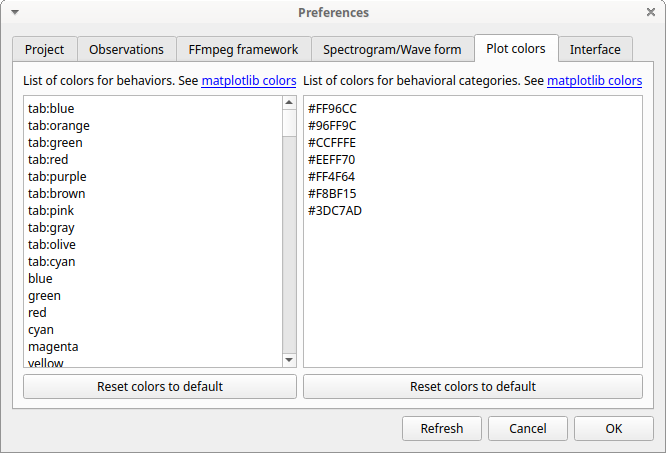 Preferences
Project Observations FFmpeg framework Spectrogram/Wave form Plot colors Interface
List of colors for behaviors. See matplotlib colors List of colors for behavioral categories. See matplotlib colors
tab:blue
tab:orange
tab:green
tab:red
tab:purple
tab:brown
tab:pink
tab:gray
tab:olive
tab:cyan
blue
green
red
cyan
magenta
yellow
#FF96CC
#96FF9C
#CCFFFE
#EEFF70
#FF4F64
#F8BF15
#3DC7AD
Reset colors to default Reset colors to default
Refresh Cancel OK